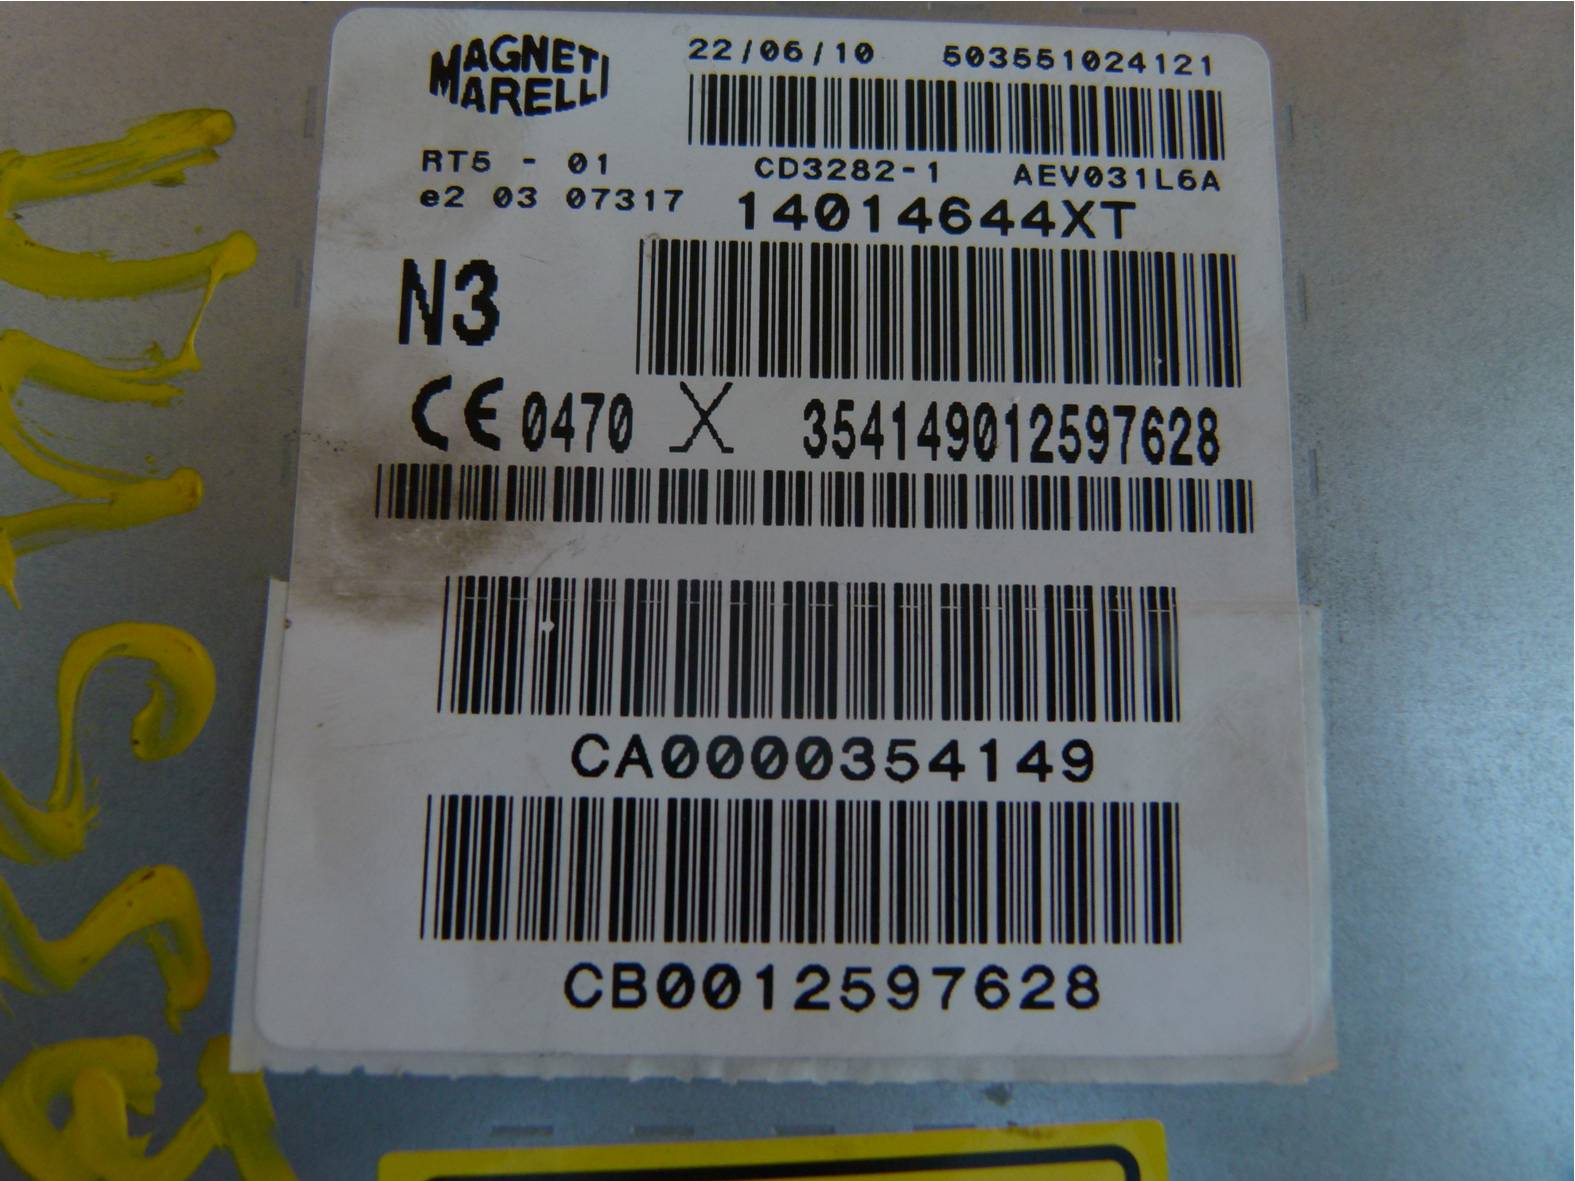 MAGNETI
MARELLI
22/06/10 503551024121
RT5 - 01 CD3282-1 AEV031L6A
e2 03 07317 14014644XT
N3
CE 0470 X 354149012597628
CA0000354149
CB0012597628